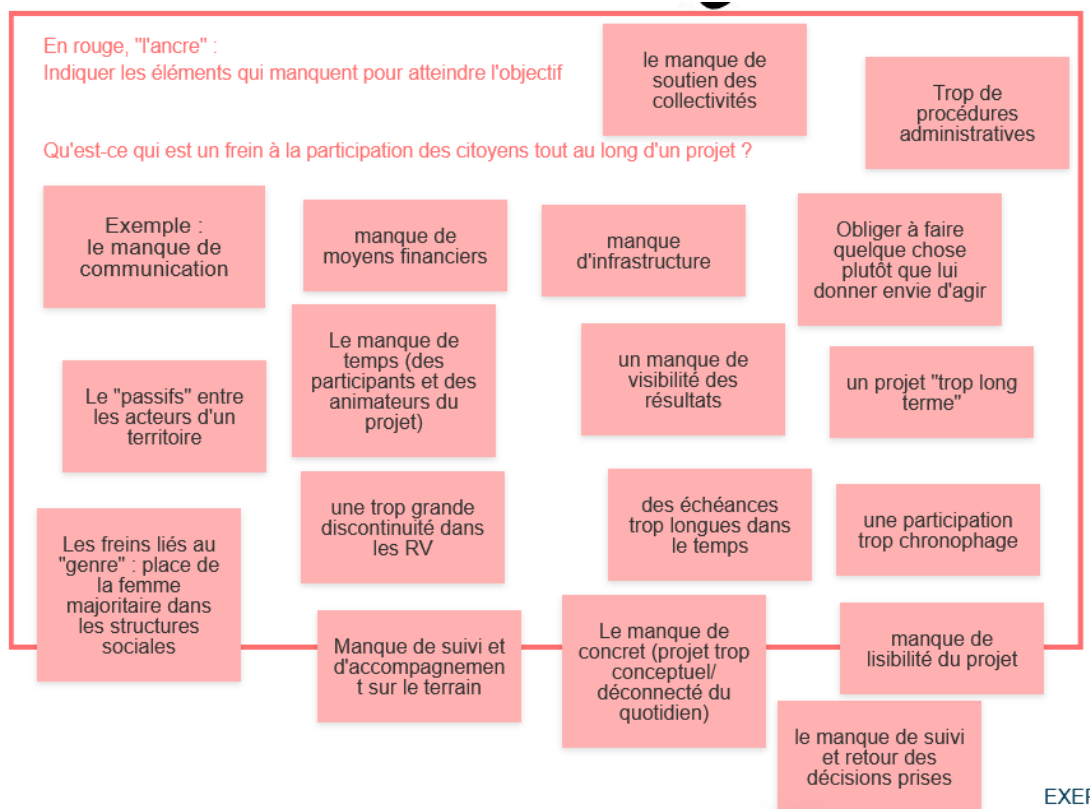 En rouge, "l'ancre" :
Indiquer les éléments qui manquent pour atteindre l'objectif
Qu'est-ce qui est un frein à la participation des citoyens tout au long d'un projet ?
le manque de
soutien des
collectivités
Trop de
procédures
administratives
Exemple :
le manque de
communication
manque de
moyens financiers
manque
d'infrastructure
Obliger à faire
quelque chose
plutôt que lui
donner envie d'agir
Le "passifs" entre
les acteurs d'un
territoire
Le manque de
temps (des
participants et des
animateurs du
projet)
un manque de
visibilité des
résultats
un projet "trop long
terme"
Les freins liés au
"genre" : place de
la femme
majoritaire dans
les structures
sociales
une trop grande
discontinuité dans
les RV
des échéances
trop longues dans
le temps
une participation
trop chronophage
Manque de suivi et
d'accompagnemen
t sur le terrain
Le manque de
concret (projet trop
conceptuel/
déconnecté du
quotidien)
manque de
lisibilité du projet
le manque de suivi
et retour des
décisions prises